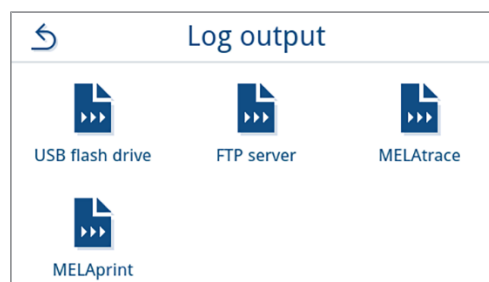 Log output
USB flash drive
FTP server
MELAtrace
MELAprint